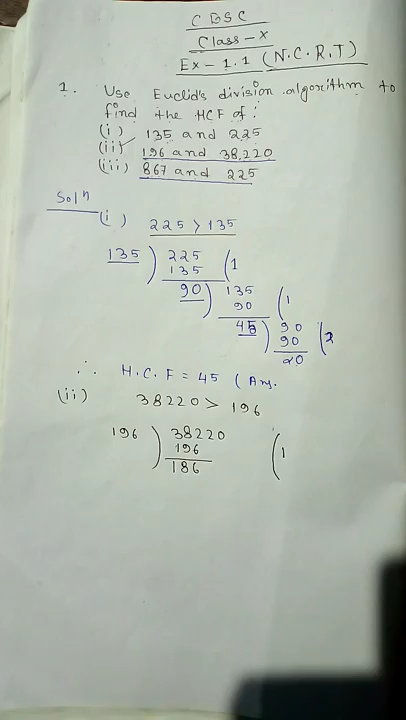 CBSC
Class-X
Ex-1.1 (N.C.R.T)
1. Use Euclid's division algorithm to
find the HCF of:
(i) 135 and 225
(ii) 196 and 38,220
(iii) 867 and 225
Solⁿ (i) 225 > 135
135) 225 (1
135
90) 135 (1
90
45) 90 (2
90
∴ H.C.F = 45 (Ans.
(ii) 38220 > 196
196) 38220 (1
196
186